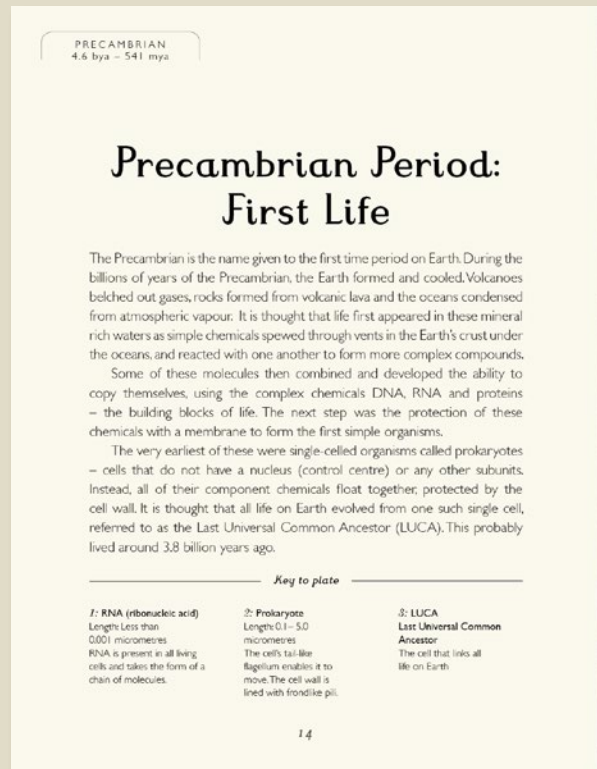 PRECAMBRIAN
4.6 bya – 541 mya
Precambrian Period:
First Life
The Precambrian is the name given to the first time period on Earth. During the
billions of years of the Precambrian, the Earth formed and cooled. Volcanoes
belched out gases, rocks formed from volcanic lava and the oceans condensed
from atmospheric vapour. It is thought that life first appeared in these mineral
rich waters as simple chemicals spewed through vents in the Earth's crust under
the oceans, and reacted with one another to form more complex compounds.
Some of these molecules then combined and developed the ability to
copy themselves, using the complex chemicals DNA, RNA and proteins
– the building blocks of life. The next step was the protection of these
chemicals with a membrane to form the first simple organisms.
The very earliest of these were single-celled organisms called prokaryotes
– cells that do not have a nucleus (control centre) or any other subunits.
Instead, all of their component chemicals float together, protected by the
cell wall. It is thought that all life on Earth evolved from one such single cell,
referred to as the Last Universal Common Ancestor (LUCA). This probably
lived around 3.8 billion years ago.
Key to plate
1: RNA (ribonucleic acid)
Length: Less than
0.001 micrometres
RNA is present in all living
cells and takes the form of a
chain of molecules.
2: Prokaryote
Length: 0.1– 5.0
micrometres
The cell's tail-like
flagellum enables it to
move. The cell wall is
lined with frondlike pili.
3: LUCA
Last Universal Common
Ancestor
The cell that links all
life on Earth
14